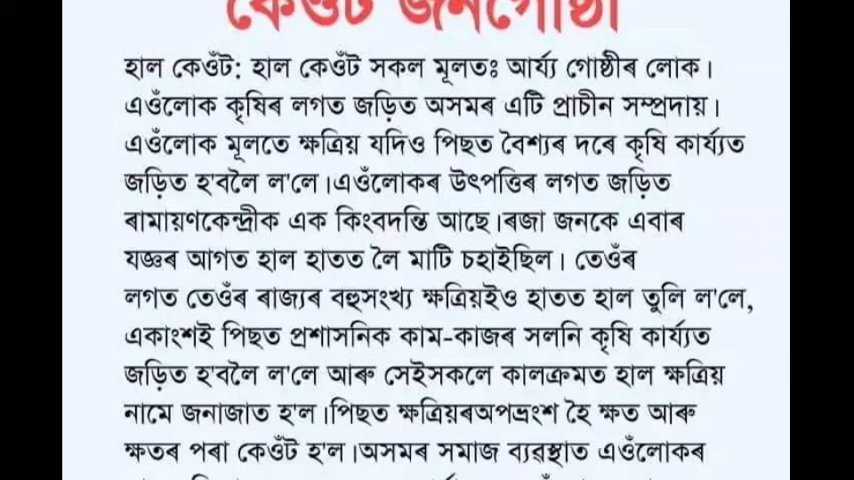 কেওঁট জনগোষ্ঠী
হাল কেওঁট: হাল কেওঁট সকল মূলতঃ আৰ্য্য গোষ্ঠীৰ লোক।
এওঁলোক কৃষিৰ লগত জড়িত অসমৰ এটি প্ৰাচীন সম্প্ৰদায়।
এওঁলোক মূলতে ক্ষত্ৰিয় যদিও পিছত বৈশ্যৰ দৰে কৃষি কাৰ্য্যত
জড়িত হ'বলৈ ল'লে।এওঁলোকৰ উৎপত্তিৰ লগত জড়িত
ৰামায়ণকেন্দ্ৰীক এক কিংবদন্তি আছে।ৰজা জনকে এবাৰ
যজ্ঞৰ আগত হাল হাতত লৈ মাটি চহাইছিল। তেওঁৰ
লগত তেওঁৰ ৰাজ্যৰ বহুসংখ্য ক্ষত্ৰিয়ইও হাতত হাল তুলি ল'লে,
একাংশই পিছত প্ৰশাসনিক কাম-কাজৰ সলনি কৃষি কাৰ্য্যত
জড়িত হ'বলৈ ল'লে আৰু সেইসকলে কালক্ৰমত হাল ক্ষত্ৰিয়
নামে জনাজাত হ'ল।পিছত ক্ষত্ৰিয়ৰঅপভ্ৰংশ হৈ ক্ষত আৰু
ক্ষতৰ পৰা কেওঁট হ'ল।অসমৰ সমাজ ব্যৱস্থাত এওঁলোকৰ